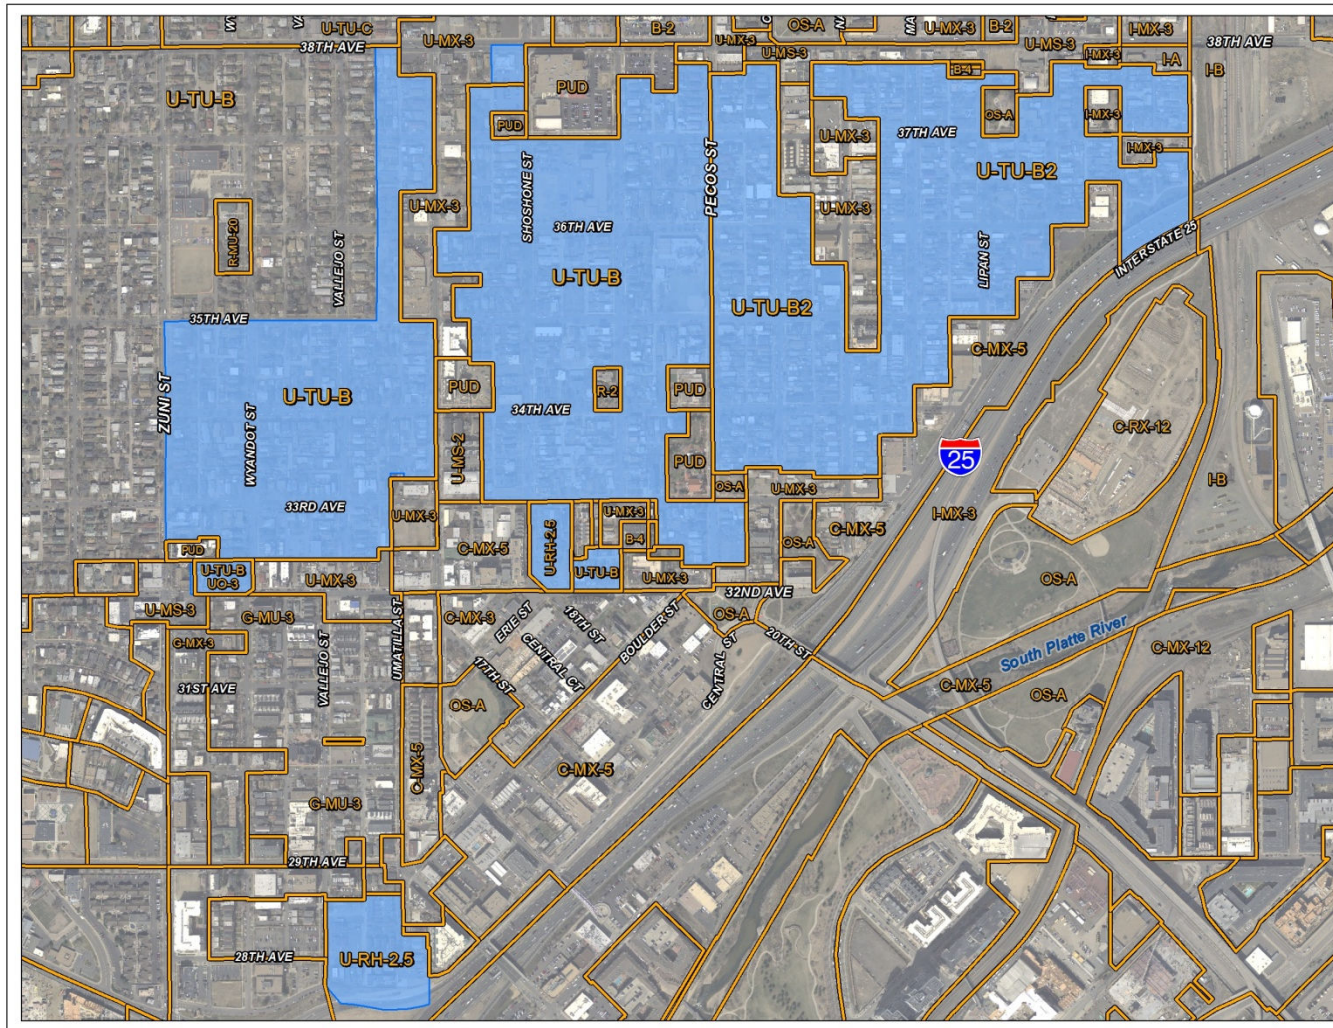 U-TU-C
38TH AVE
U-MX-3
B-2
OS-A
U-MX-3
U-MS-3
U-MX-3
B-2
U-MS-3
I-MX-3
I-MX-3
I-A
I-B
38TH AVE
U-TU-B
PUD
PUD
B-4
OS-A
I-MX-3
I-MX-3
37TH AVE
U-MX-3
U-TU-B2
SHOSHONE ST
PECOS ST
U-MX-3
U-MX-3
R-MU-20
VALLEJO ST
36TH AVE
U-TU-B
LIPAN ST
INTERSTATE 25
35TH AVE
U-TU-B2
C-MX-5
ZUNI ST
WYANDOT ST
U-TU-B
PUD
R-2
PUD
34TH AVE
U-MS-2
PUD
25
C-RX-12
I-B
OS-A
U-MX-3
33RD AVE
U-MX-3
U-MX-3
B-4
C-MX-5
U-RH-2.5
OS-A
C-MX-5
I-MX-3
PUD
U-TU-B
UO-3
U-MX-3
U-TU-B
U-MX-3
32ND AVE
OS-A
U-MS-3
G-MU-3
UMATILLA ST
C-MX-3
ERIE ST
18TH ST
BOULDER ST
OS-A
20TH ST
South Platte River
G-MX-3
CENTRAL CT
CENTRAL ST
C-MX-12
31ST AVE
VALLEJO ST
17TH ST
OS-A
C-MX-5
OS-A
C-MX-5
C-MX-5
G-MU-3
29TH AVE
28TH AVE
U-RH-2.5